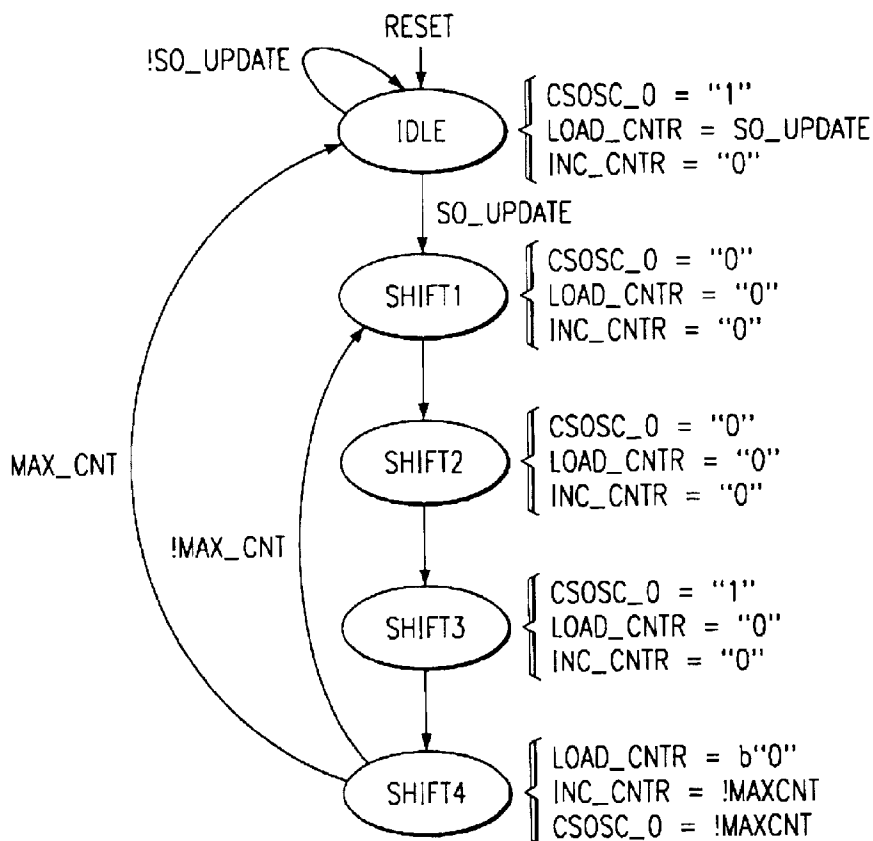 RESET
!SO_UPDATE
IDLE
CSOSC_0 = "1"
LOAD_CNTR = SO_UPDATE
INC_CNTR = "0"
SO_UPDATE
SHIFT1
CSOSC_0 = "0"
LOAD_CNTR = "0"
INC_CNTR = "0"
SHIFT2
CSOSC_0 = "0"
LOAD_CNTR = "0"
INC_CNTR = "0"
MAX_CNT
!MAX_CNT
SHIFT3
CSOSC_0 = "1"
LOAD_CNTR = "0"
INC_CNTR = "0"
SHIFT4
LOAD_CNTR = b"0"
INC_CNTR = !MAXCNT
CSOSC_0 = !MAXCNT